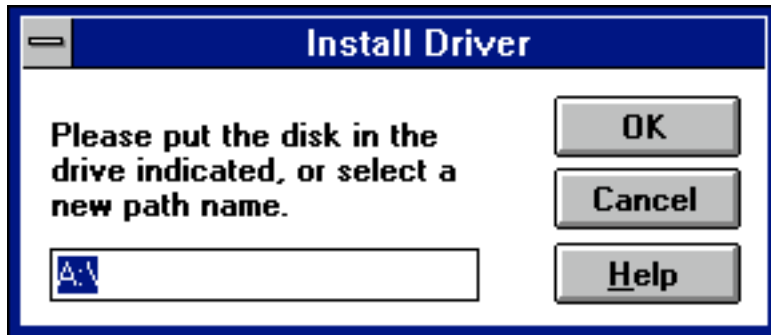 Install Driver
Please put the disk in the
drive indicated, or select a
new path name.
A:\
OK
Cancel
Help